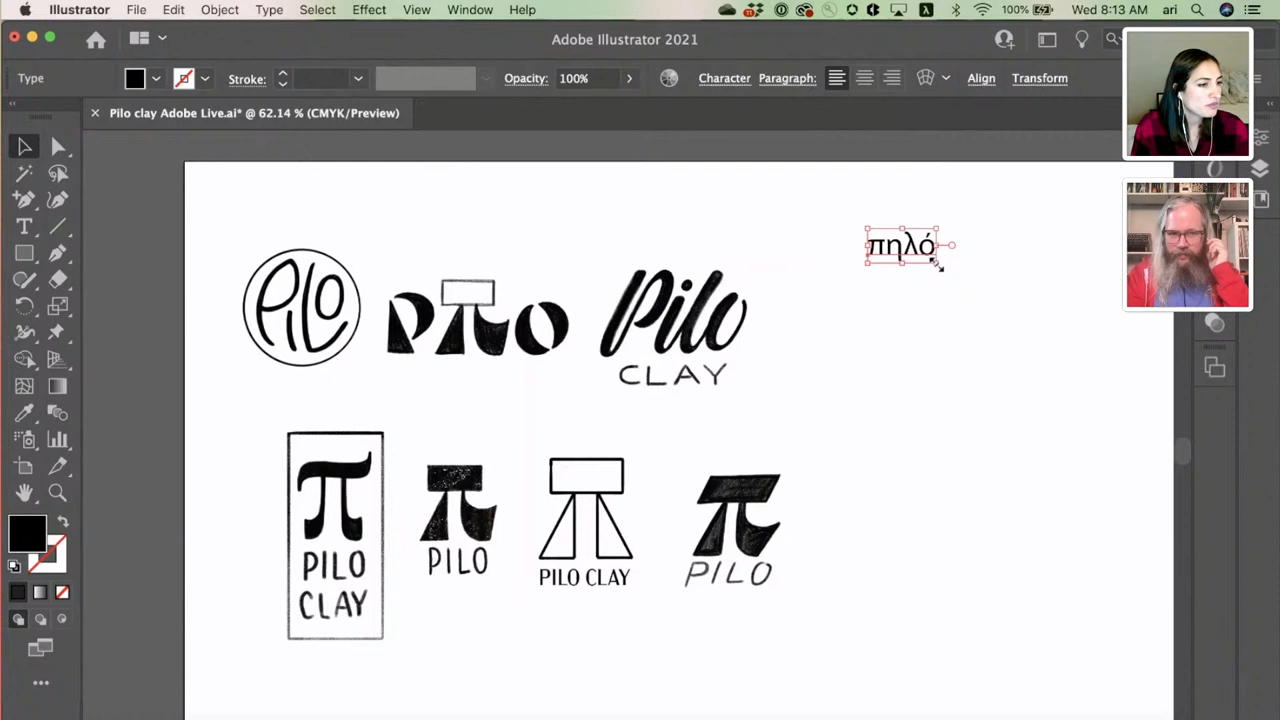 Illustrator File Edit Object Type Select Effect View Window Help 100% Wed 8:13 AM ari
Adobe Illustrator 2021
Type Stroke: Opacity: 100% Character Paragraph: Align Transform
Pilo clay Adobe Live.ai* @ 62.14 % (CMYK/Preview)
πηλό
PILO
Pilo
CLAY
π
PILO
CLAY
PILO
PILO CLAY
PILO